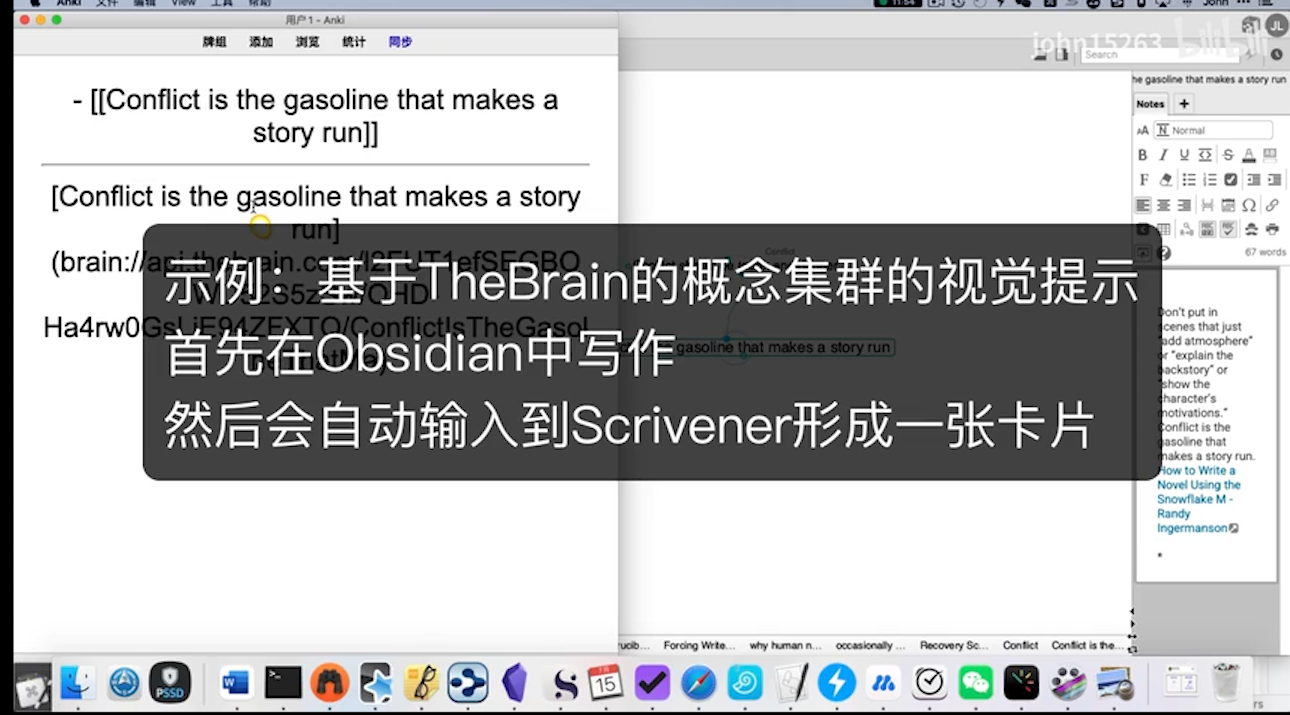 Anki 文件 编辑 View 工具 帮助
John
用户1 - Anki
牌组 添加 浏览 统计 同步
john15263
bilibili
JL
Search
- [[Conflict is the gasoline that makes a
story run]]
[Conflict is the gasoline that makes a story
run]
(brain://api.thebrain.com/
Ha4rw0GsLiE94ZEXTQ/ConflictIsTheGasol
示例：基于TheBrain的概念集群的视觉提示
首先在Obsidian中写作
然后会自动输入到Scrivener形成一张卡片
Conflict
gasoline that makes a story run
he gasoline that makes a story run
Notes +
Normal
67 words
Don't put in
scenes that just
"add atmosphere"
or "explain the
backstory" or
"show the
character's
motivations."
Conflict is the
gasoline that
makes a story run.
How to Write a
Novel Using the
Snowflake M -
Randy
Ingermanson
Forcing Write... why human n... occasionally ... Recovery Sc... Conflict Conflict is the...
PSSD
15